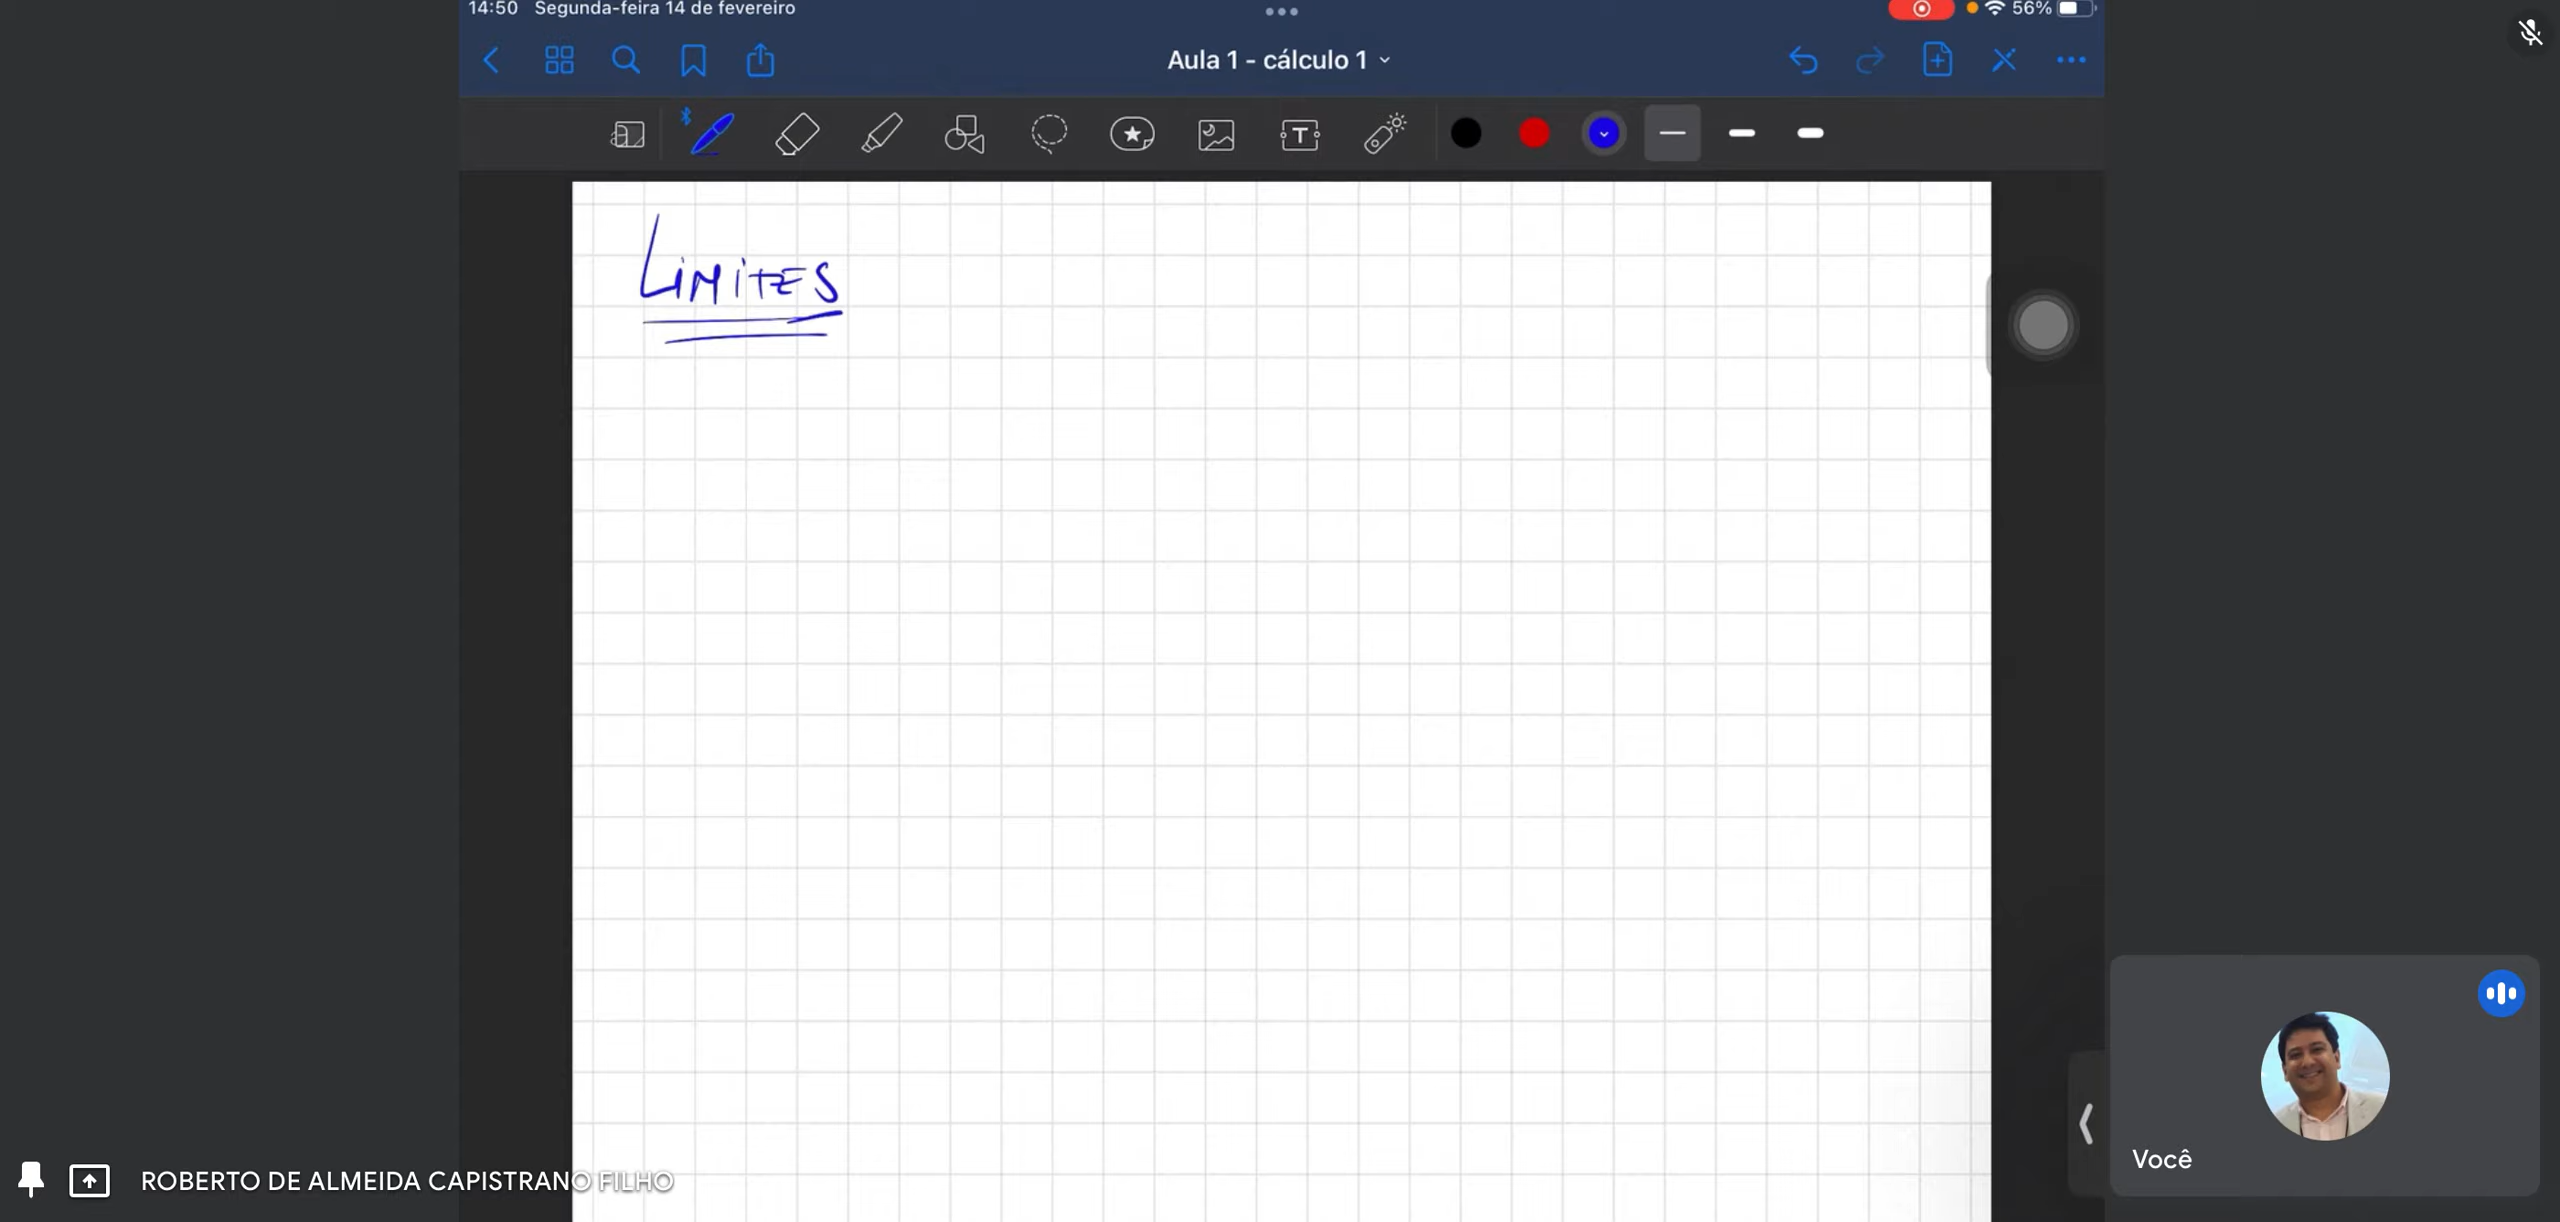 14:50 Segunda-feira 14 de fevereiro
56%
Aula 1 - cálculo 1
LiMiTES
Você
ROBERTO DE ALMEIDA CAPISTRANO FILHO